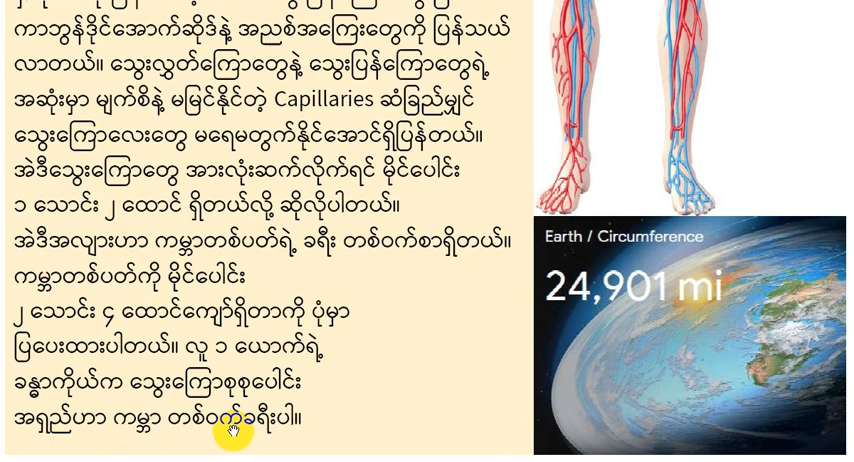 ကာဘွန်ဒိုင်အောက်ဆိုဒ်နဲ့ အညစ်အကြေးတွေကို ပြန်သယ်
လာတယ်။ သွေးလွှတ်ကြောတွေနဲ့ သွေးပြန်ကြောတွေရဲ့
အဆုံးမှာ မျက်စိနဲ့ မမြင်နိုင်တဲ့ Capillaries ဆံခြည်မျှင်
သွေးကြောလေးတွေ မရေမတွက်နိုင်အောင်ရှိပြန်တယ်။
အဲဒီသွေးကြောတွေ အားလုံးဆက်လိုက်ရင် မိုင်ပေါင်း
၁ သောင်း ၂ ထောင် ရှိတယ်လို့ ဆိုလိုပါတယ်။
အဲဒီအလျားဟာ ကမ္ဘာတစ်ပတ်ရဲ့ ခရီး တစ်ဝက်စာရှိတယ်။
ကမ္ဘာတစ်ပတ်ကို မိုင်ပေါင်း
၂ သောင်း ၄ ထောင်ကျော်ရှိတာကို ပုံမှာ
ပြပေးထားပါတယ်။ လူ ၁ ယောက်ရဲ့
ခန္ဓာကိုယ်က သွေးကြောစုစုပေါင်း
အရှည်ဟာ ကမ္ဘာ တစ်ဝက်ခရီးပါ။
Earth / Circumference
24,901 mi